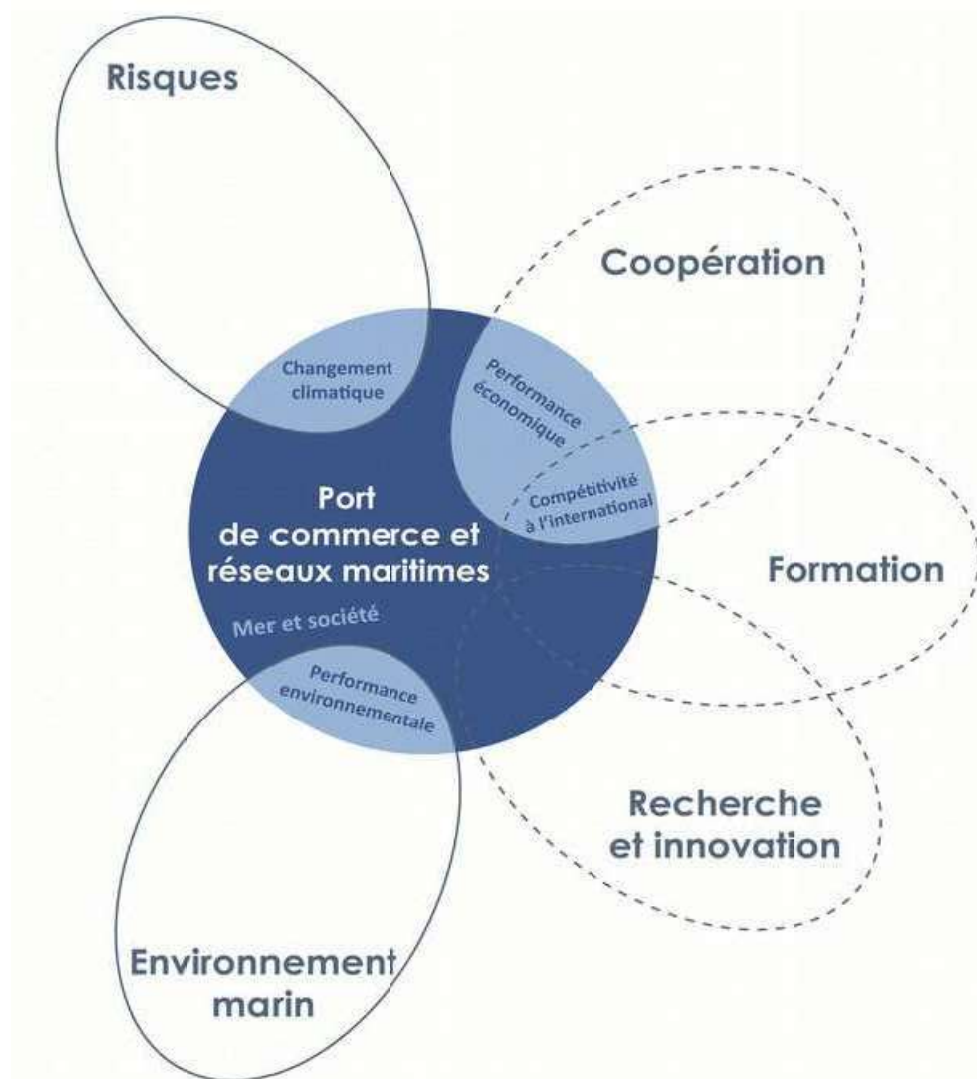 Risques
Coopération
Changement
climatique
Performance
économique
Compétitivité
à l'international
Port
de commerce et
réseaux maritimes
Formation
Mer et société
Performance
environnementale
Recherche
et innovation
Environnement
marin